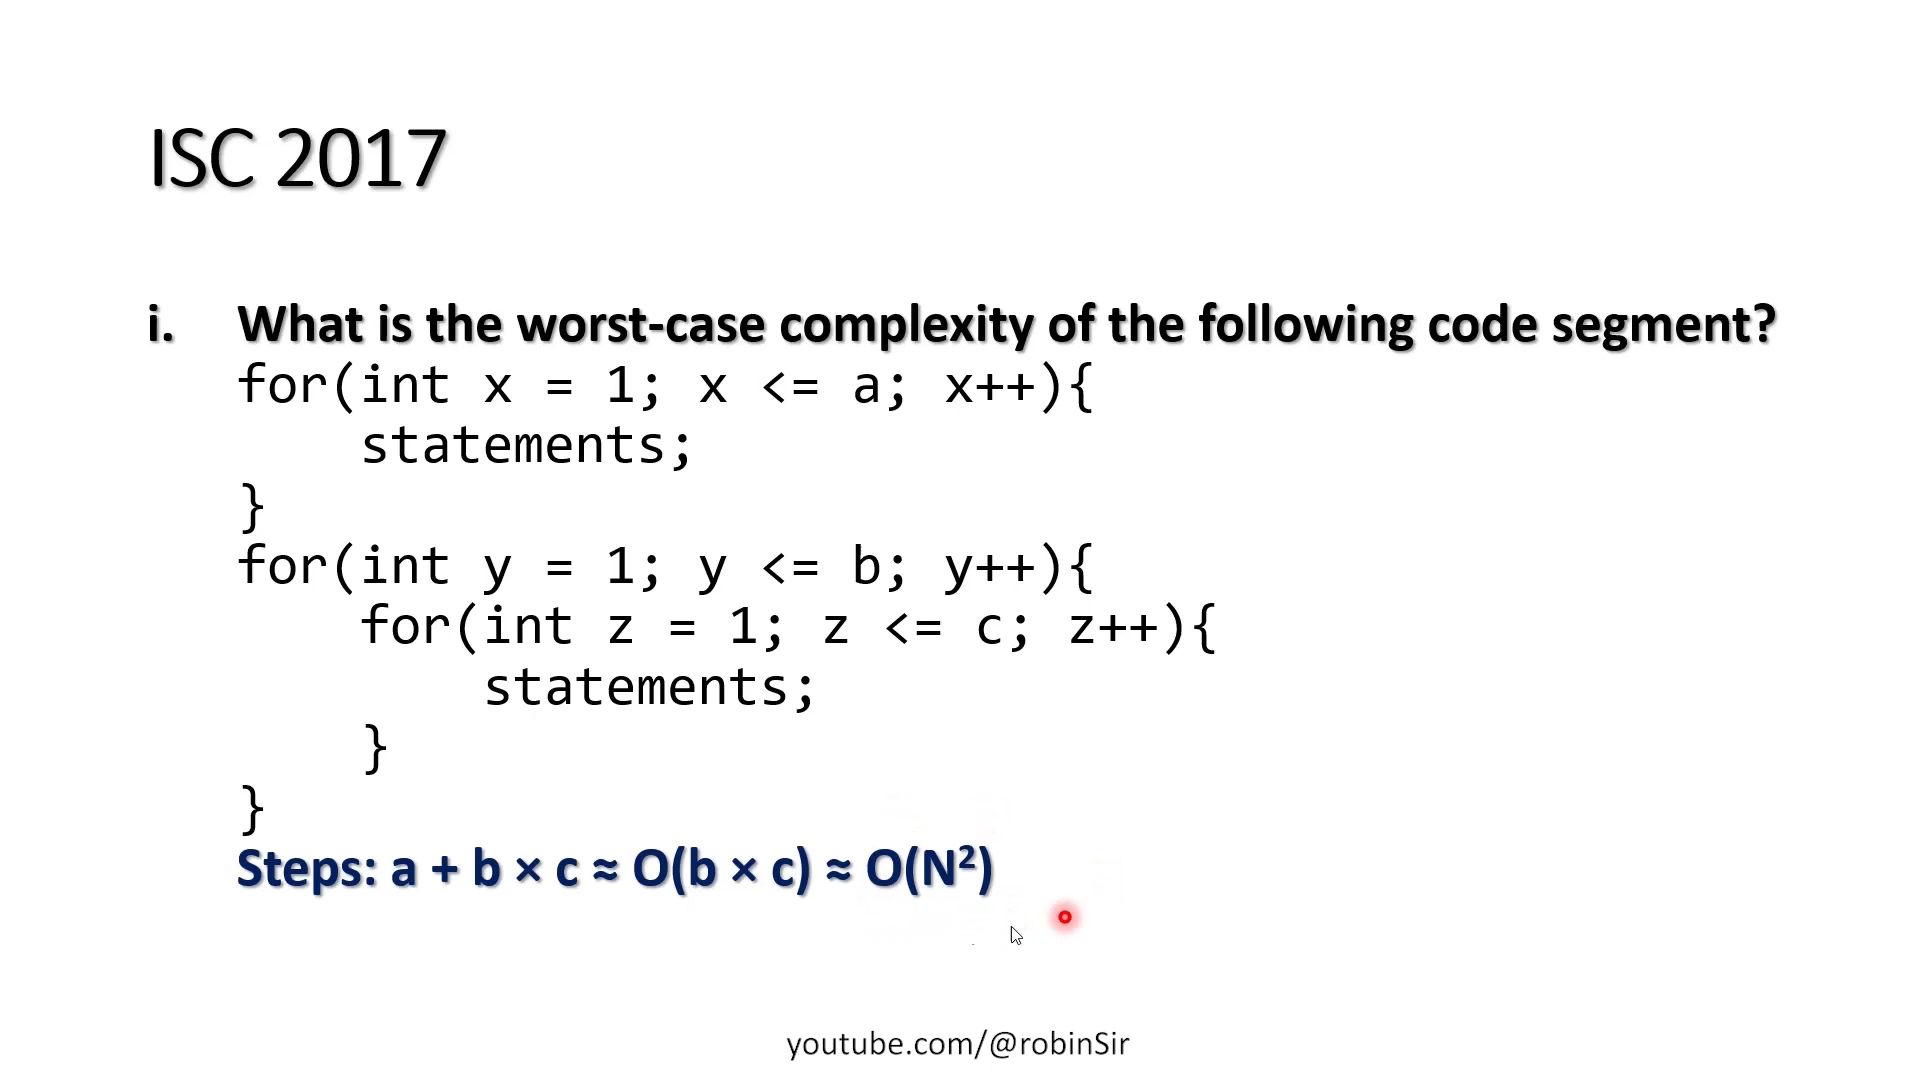 ISC 2017
i. What is the worst-case complexity of the following code segment?
for(int x = 1; x <= a; x++){
statements;
}
for(int y = 1; y <= b; y++){
for(int z = 1; z <= c; z++){
statements;
}
}
Steps: a + b × c ≈ O(b × c) ≈ O(N²)
youtube.com/@robinSir